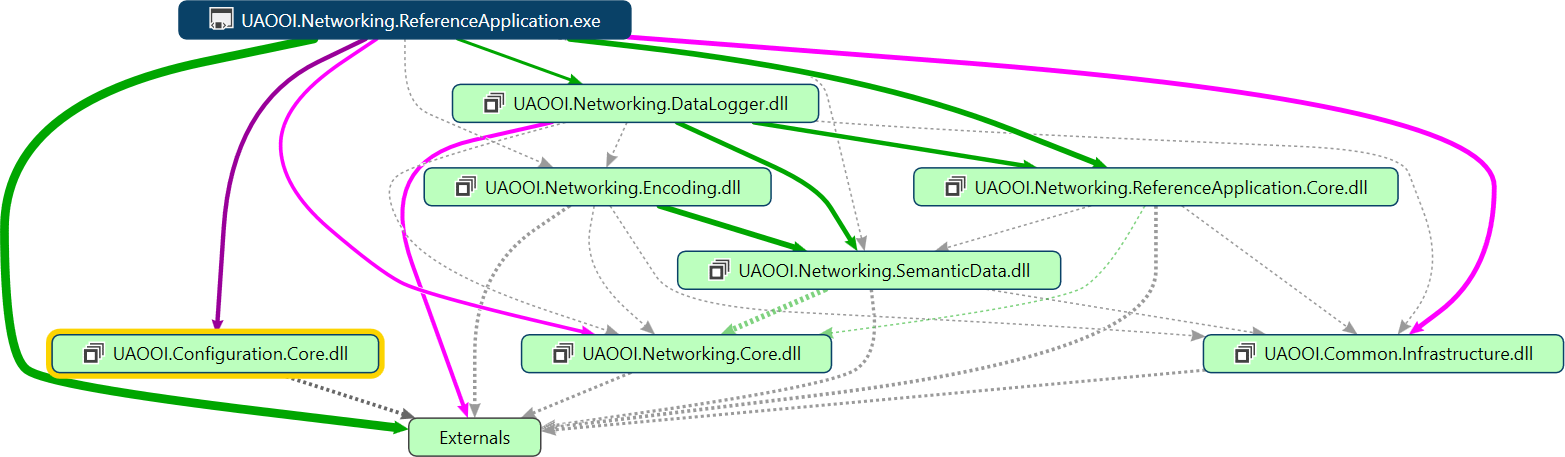 UAOOI.Networking.ReferenceApplication.exe
UAOOI.Networking.DataLogger.dll
UAOOI.Networking.Encoding.dll
UAOOI.Networking.ReferenceApplication.Core.dll
UAOOI.Networking.SemanticData.dll
UAOOI.Configuration.Core.dll
UAOOI.Networking.Core.dll
UAOOI.Common.Infrastructure.dll
Externals